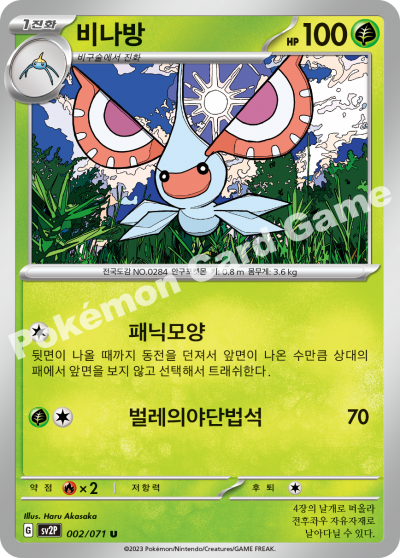 1진화 비나방 HP 100
비구술에서 진화
전국도감 NO.0284 안구포켓몬 키: 0.8 m 몸무게: 3.6 kg
패닉모양
뒷면이 나올 때까지 동전을 던져서 앞면이 나온 수만큼 상대의
패에서 앞면을 보지 않고 선택해서 트래쉬한다.
벌레의야단법석 70
약점 ×2 저항력 후퇴
Illus. Haru Akasaka
G SV2P 002/071 U
4장의 날개로 떠올라
전후좌우 자유자재로
날아다닐 수 있다.
©2023 Pokémon/Nintendo/Creatures/GAME FREAK.
Pokémon Card Game